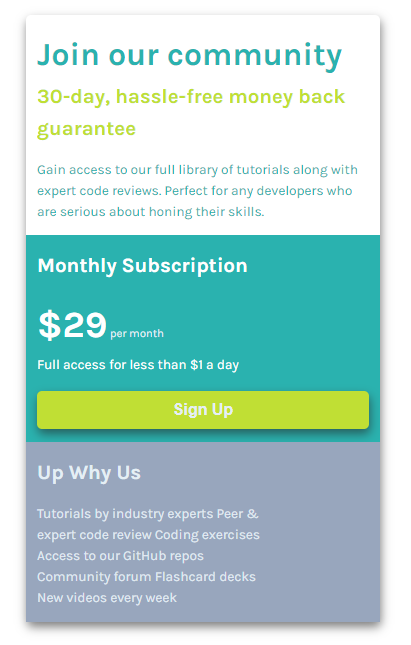 Join our community
30-day, hassle-free money back
guarantee
Gain access to our full library of tutorials along with
expert code reviews. Perfect for any developers who
are serious about honing their skills.
Monthly Subscription
$29 per month
Full access for less than $1 a day
Sign Up
Up Why Us
Tutorials by industry experts Peer &
expert code review Coding exercises
Access to our GitHub repos
Community forum Flashcard decks
New videos every week